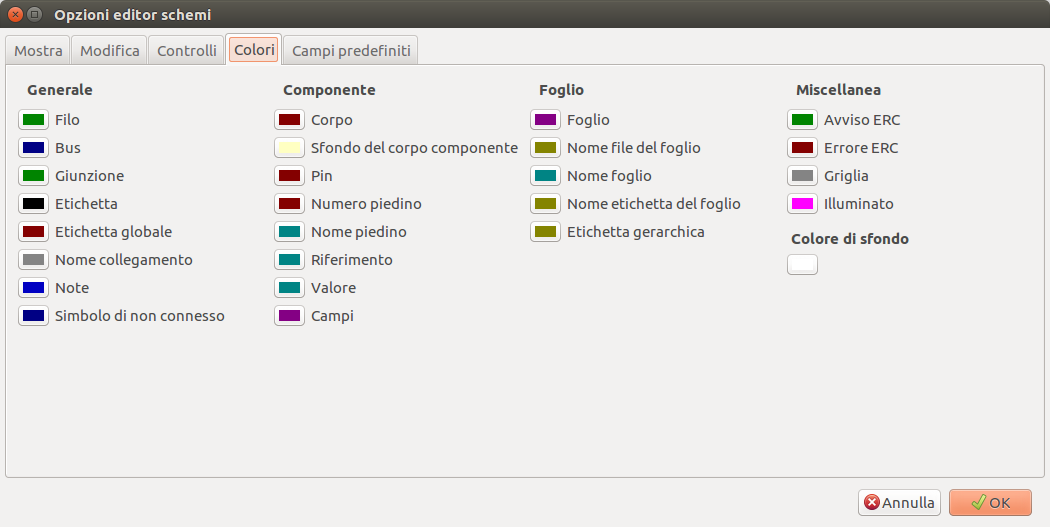 Opzioni editor schemi
Mostra Modifica Controlli Colori Campi predefiniti
Generale
Filo
Bus
Giunzione
Etichetta
Etichetta globale
Nome collegamento
Note
Simbolo di non connesso
Componente
Corpo
Sfondo del corpo componente
Pin
Numero piedino
Nome piedino
Riferimento
Valore
Campi
Foglio
Foglio
Nome file del foglio
Nome foglio
Nome etichetta del foglio
Etichetta gerarchica
Miscellanea
Avviso ERC
Errore ERC
Griglia
Illuminato
Colore di sfondo
Annulla OK